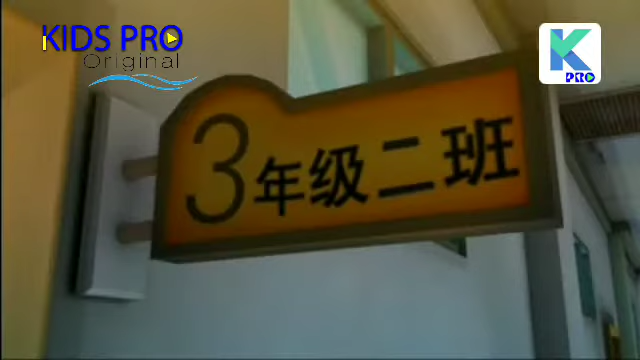 KIDS PRO
Original
K
PRO
3年级二班